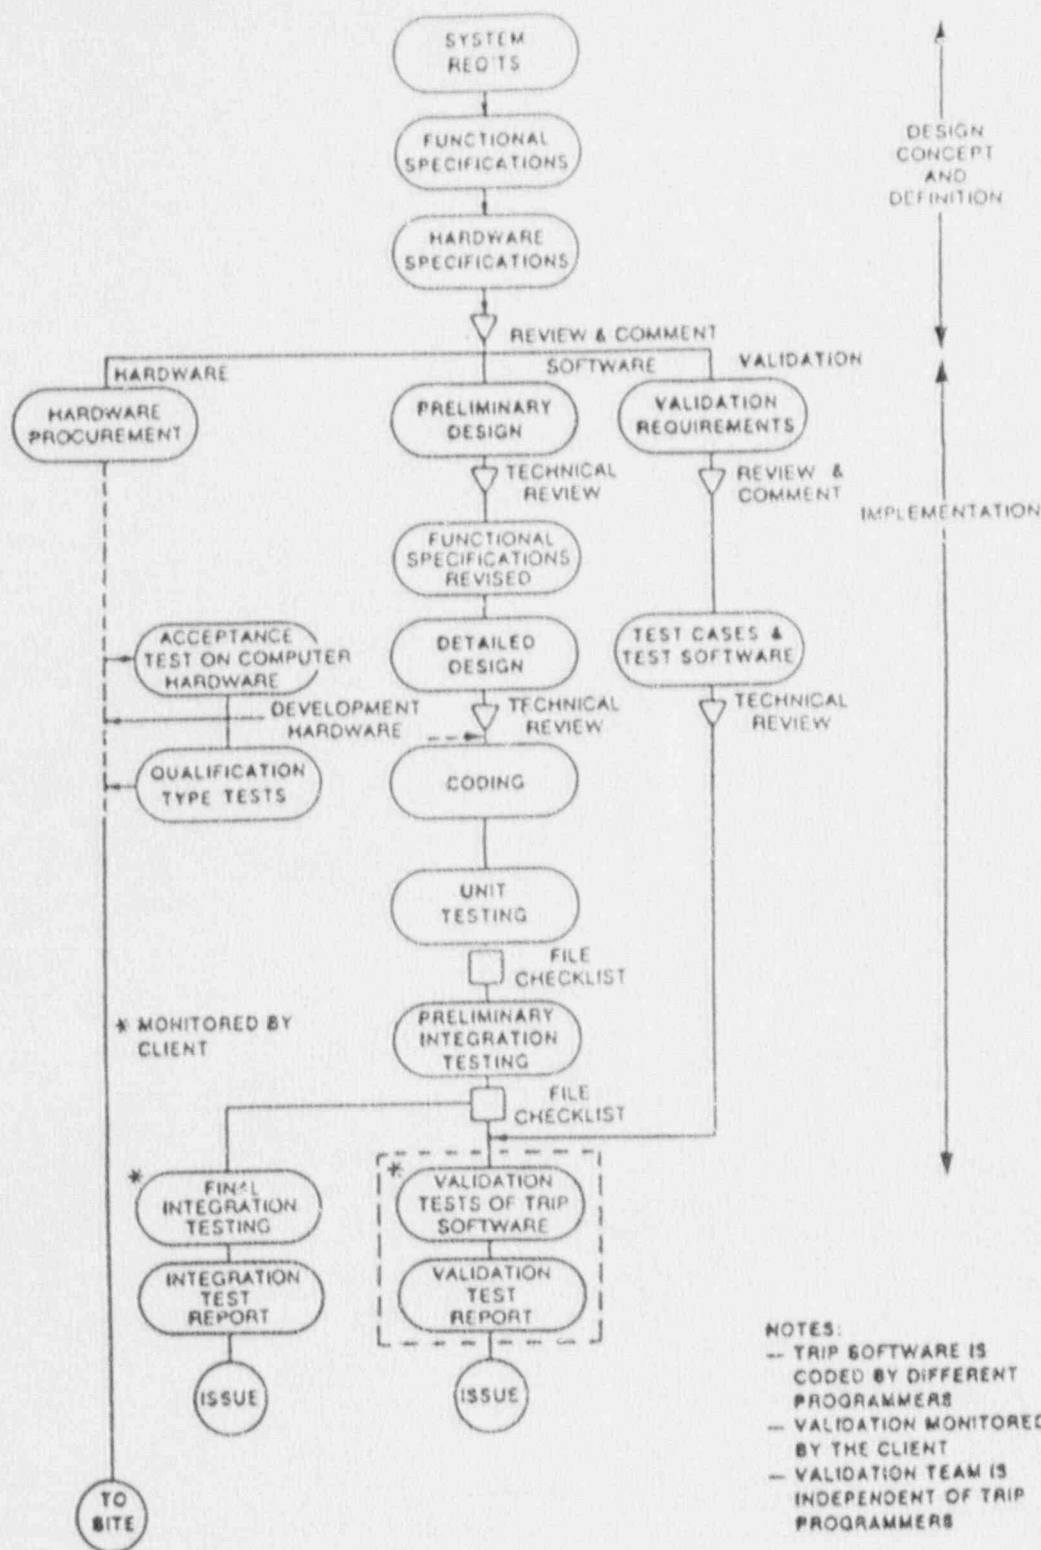 SYSTEM
REQ'TS
FUNCTIONAL
SPECIFICATIONS
HARDWARE
SPECIFICATIONS
DESIGN
CONCEPT
AND
DEFINITION
REVIEW & COMMENT
HARDWARE
SOFTWARE
VALIDATION
HARDWARE
PROCUREMENT
PRELIMINARY
DESIGN
VALIDATION
REQUIREMENTS
TECHNICAL
REVIEW
REVIEW &
COMMENT
IMPLEMENTATION
FUNCTIONAL
SPECIFICATIONS
REVISED
ACCEPTANCE
TEST ON COMPUTER
HARDWARE
DETAILED
DESIGN
TEST CASES &
TEST SOFTWARE
DEVELOPMENT
HARDWARE
TECHNICAL
REVIEW
TECHNICAL
REVIEW
QUALIFICATION
TYPE TESTS
CODING
UNIT
TESTING
FILE
CHECKLIST
* MONITORED BY
CLIENT
PRELIMINARY
INTEGRATION
TESTING
FILE
CHECKLIST
*
FINAL
INTEGRATION
TESTING
*
VALIDATION
TESTS OF TRIP
SOFTWARE
INTEGRATION
TEST
REPORT
VALIDATION
TEST
REPORT
ISSUE
ISSUE
TO
SITE
NOTES:
— TRIP SOFTWARE IS
CODED BY DIFFERENT
PROGRAMMERS
— VALIDATION MONITORED
BY THE CLIENT
— VALIDATION TEAM IS
INDEPENDENT OF TRIP
PROGRAMMERS